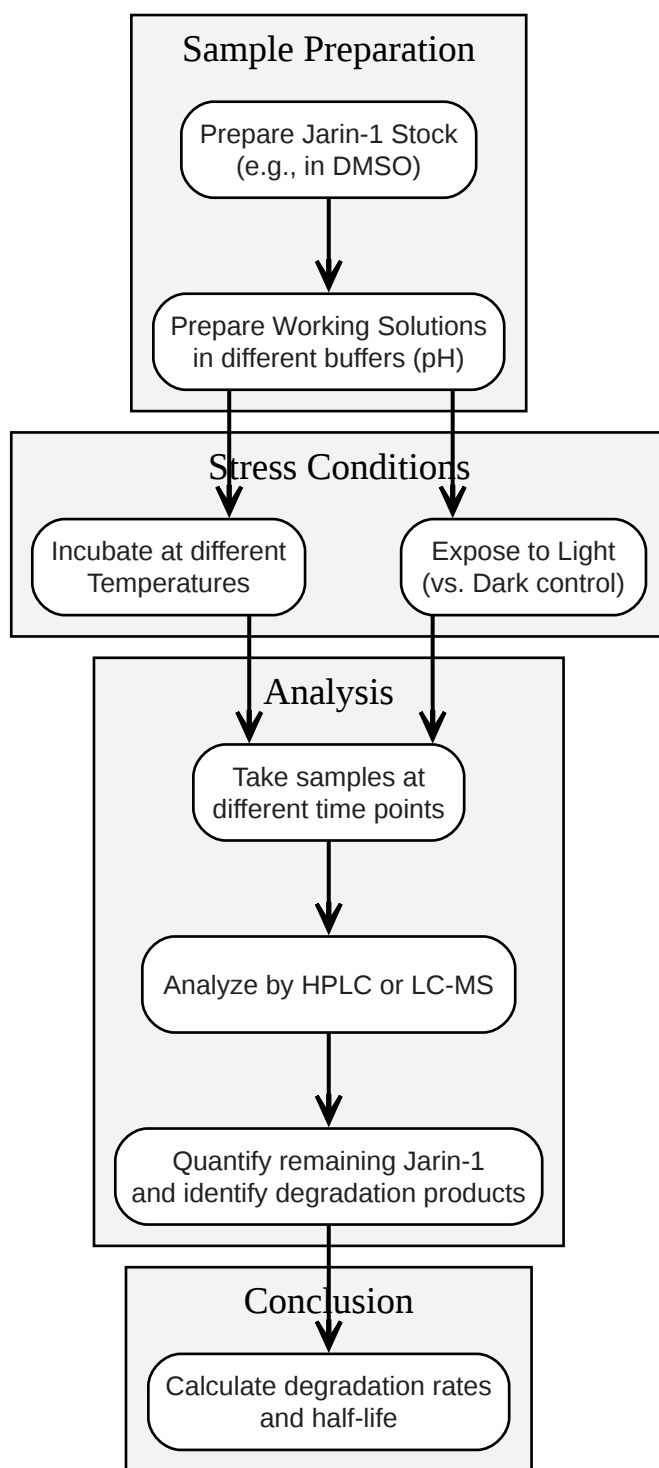 Sample Preparation
Prepare Jarin-1 Stock
(e.g., in DMSO)
Prepare Working Solutions
in different buffers (pH)
Stress Conditions
Incubate at different
Temperatures
Expose to Light
(vs. Dark control)
Analysis
Take samples at
different time points
Analyze by HPLC or LC-MS
Quantify remaining Jarin-1
and identify degradation products
Conclusion
Calculate degradation rates
and half-life